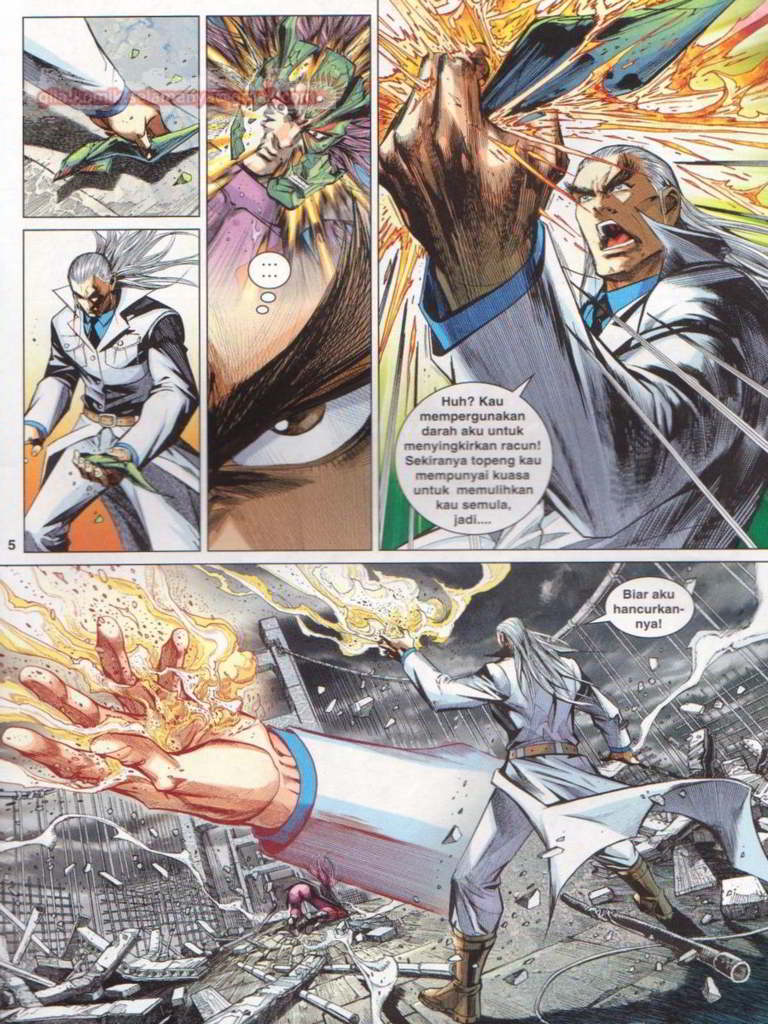 ...
...
Huh? Kau
mempergunakan
darah aku untuk
menyingkirkan racun!
Sekiranya topeng kau
mempunyai kuasa
untuk memulihkan
kau semula,
jadi....
5
Biar aku
hancurkan-
nya!